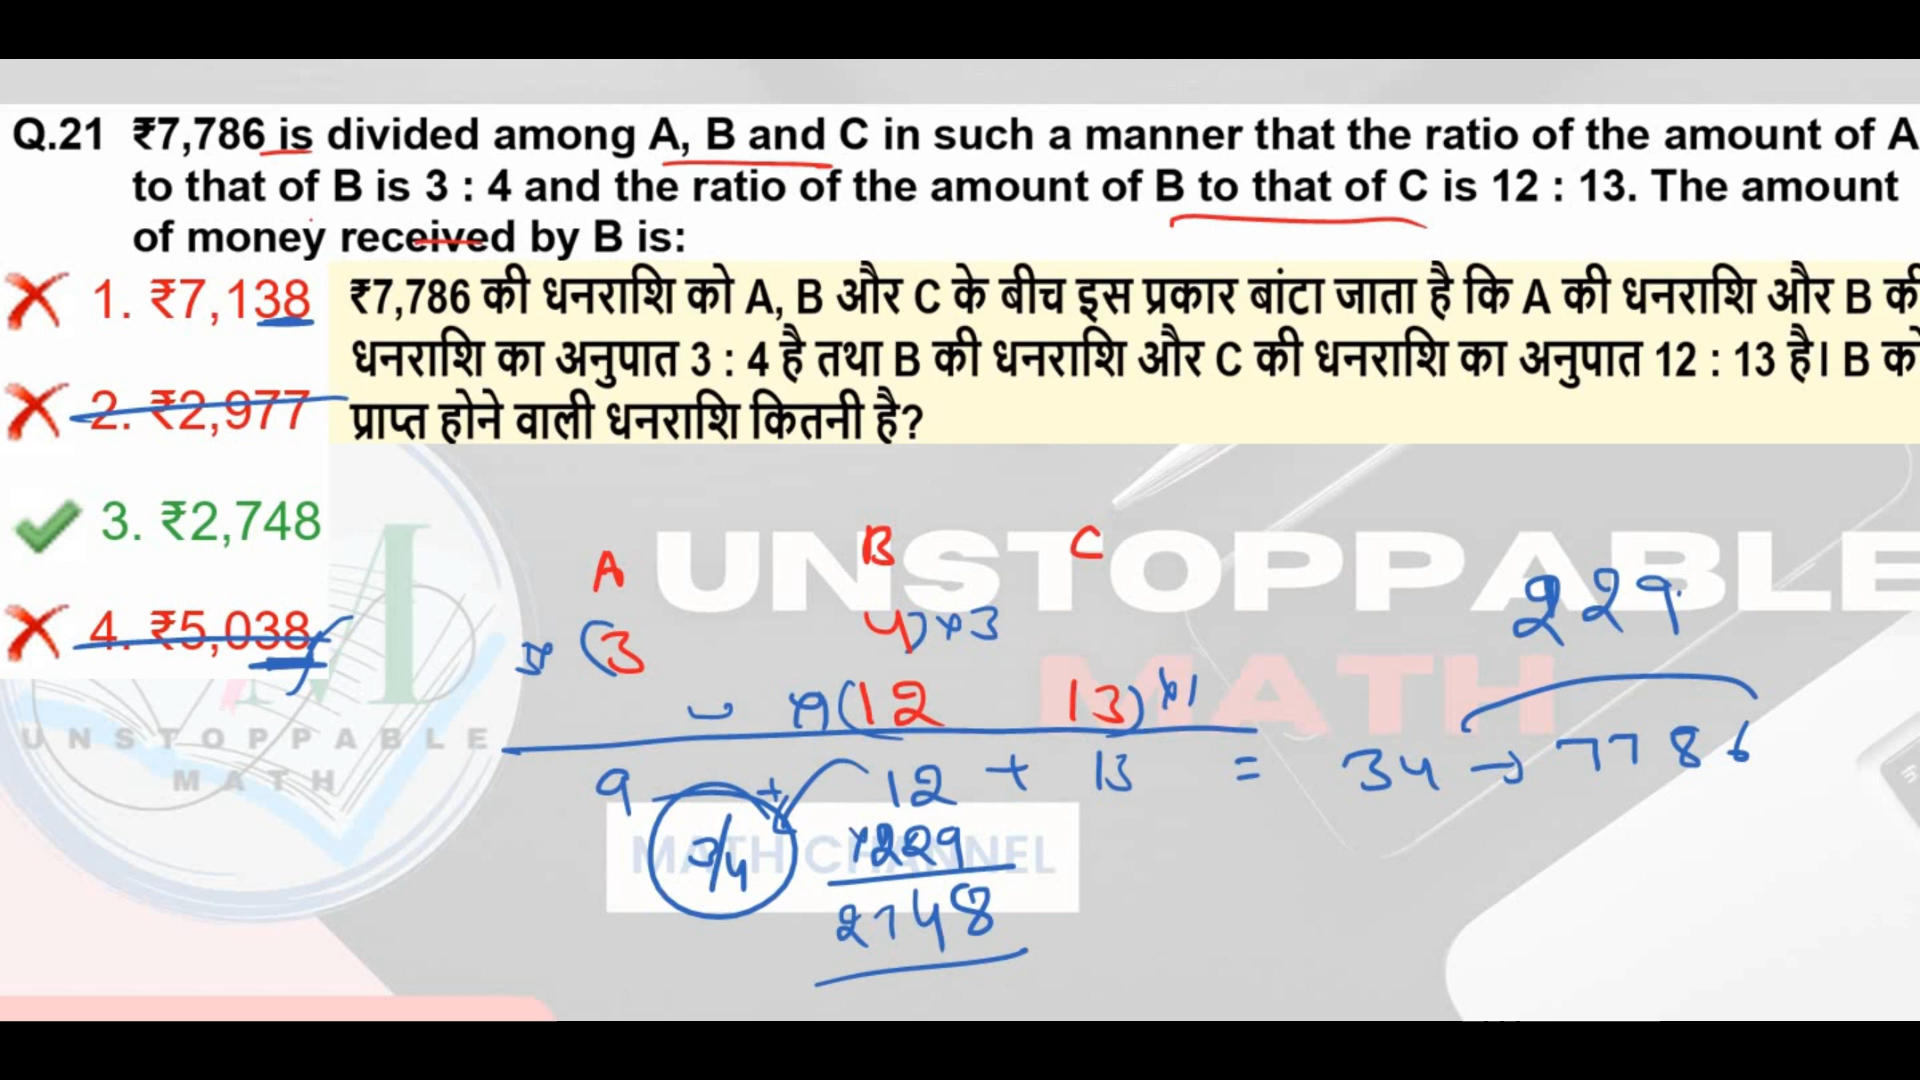 Q.21 ₹7,786 is divided among A, B and C in such a manner that the ratio of the amount of A
to that of B is 3 : 4 and the ratio of the amount of B to that of C is 12 : 13. The amount
of money received by B is:
1. ₹7,138
2. ₹2,977
3. ₹2,748
4. ₹5,038
₹7,786 की धनराशि को A, B और C के बीच इस प्रकार बांटा जाता है कि A की धनराशि और B की
धनराशि का अनुपात 3 : 4 है तथा B की धनराशि और C की धनराशि का अनुपात 12 : 13 है। B को
प्राप्त होने वाली धनराशि कितनी है?
UNSTOPPABLE
MATH
MATH CHANNEL
UNSTOPPABLE
MATH
A B C
(3 4)×3
229
(12 13)×1
9 + 12 + 13 = 34 → 7786
×229
2748